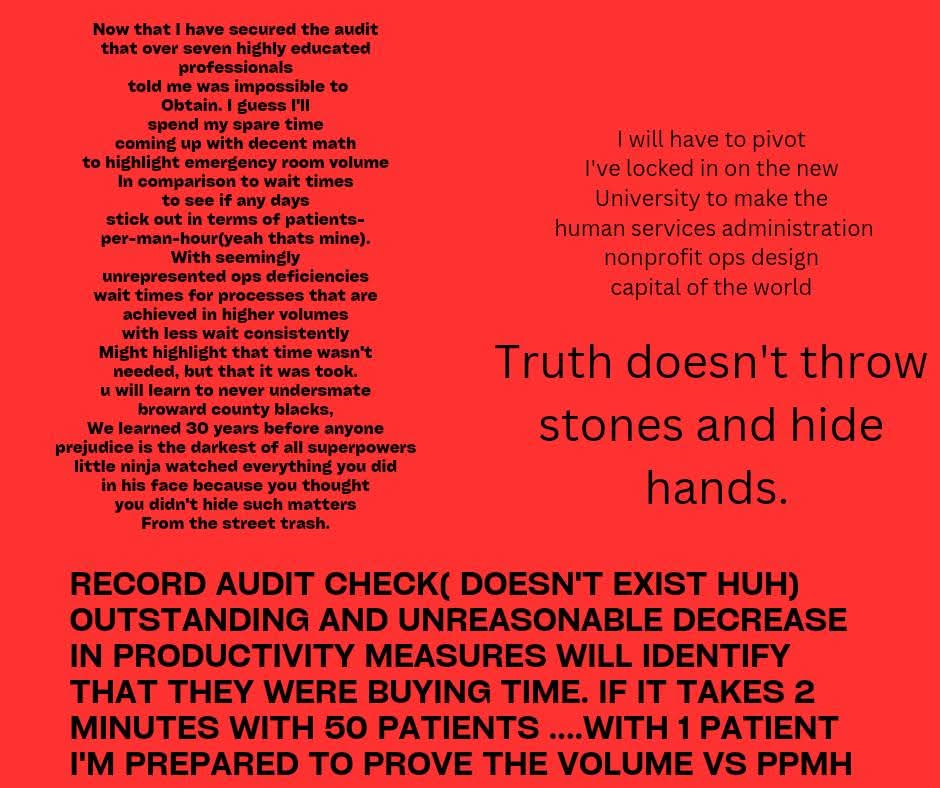 Now that I have secured the audit
that over seven highly educated
professionals
told me was impossible to
Obtain. I guess I'll
spend my spare time
coming up with decent math
to highlight emergency room volume
In comparison to wait times
to see if any days
stick out in terms of patients-
per-man-hour(yeah thats mine).
With seemingly
unrepresented ops deficiencies
wait times for processes that are
achieved in higher volumes
with less wait consistently
Might highlight that time wasn't
needed, but that it was took.
u will learn to never undersmate
broward county blacks,
We learned 30 years before anyone
prejudice is the darkest of all superpowers
little ninja watched everything you did
in his face because you thought
you didn't hide such matters
From the street trash.
I will have to pivot
I've locked in on the new
University to make the
human services administration
nonprofit ops design
capital of the world
Truth doesn't throw
stones and hide
hands.
RECORD AUDIT CHECK( DOESN'T EXIST HUH)
OUTSTANDING AND UNREASONABLE DECREASE
IN PRODUCTIVITY MEASURES WILL IDENTIFY
THAT THEY WERE BUYING TIME. IF IT TAKES 2
MINUTES WITH 50 PATIENTS ....WITH 1 PATIENT
I'M PREPARED TO PROVE THE VOLUME VS PPMH